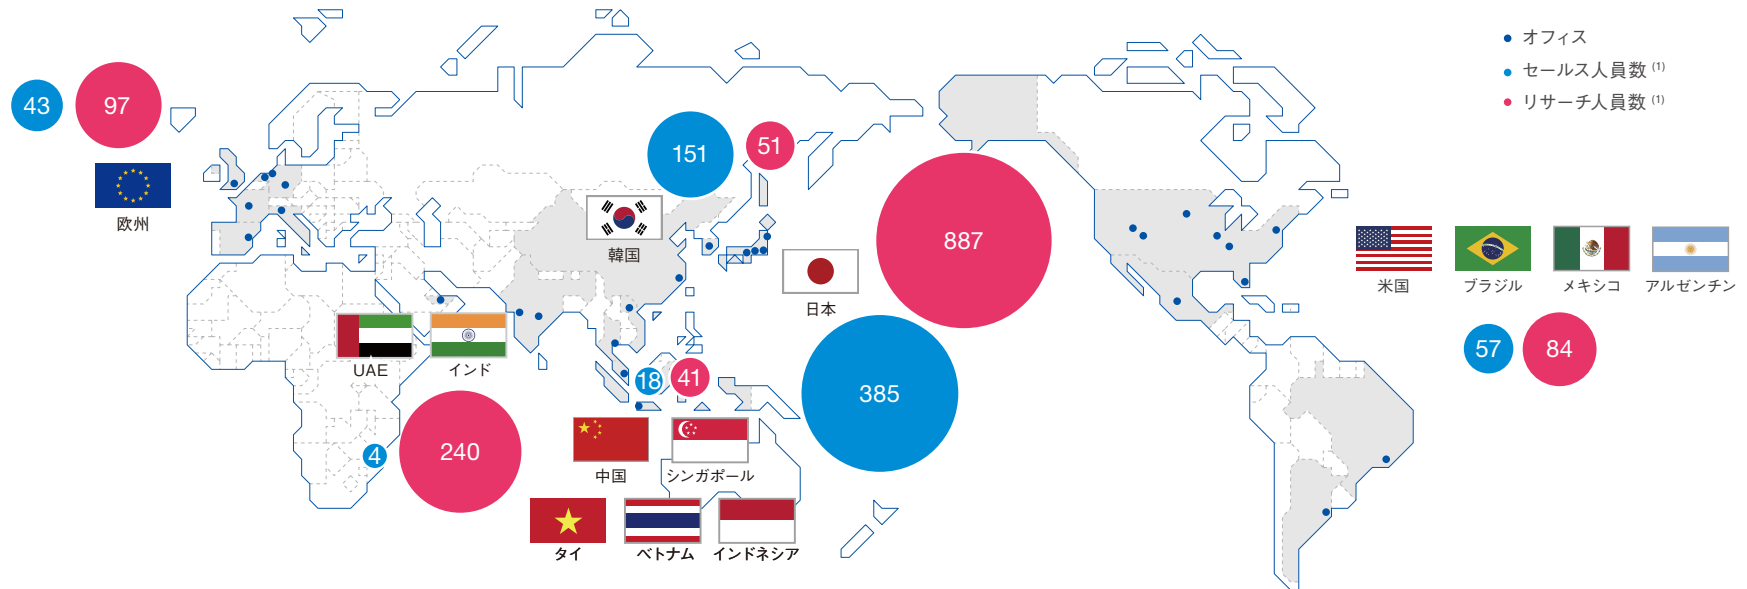 オフィス
セールス人員数 (1)
リサーチ人員数 (1)
43
97
欧州
151
51
韓国
887
日本
385
米国
ブラジル
メキシコ
アルゼンチン
57
84
UAE
インド
4
240
18
41
中国
シンガポール
タイ
ベトナム
インドネシア